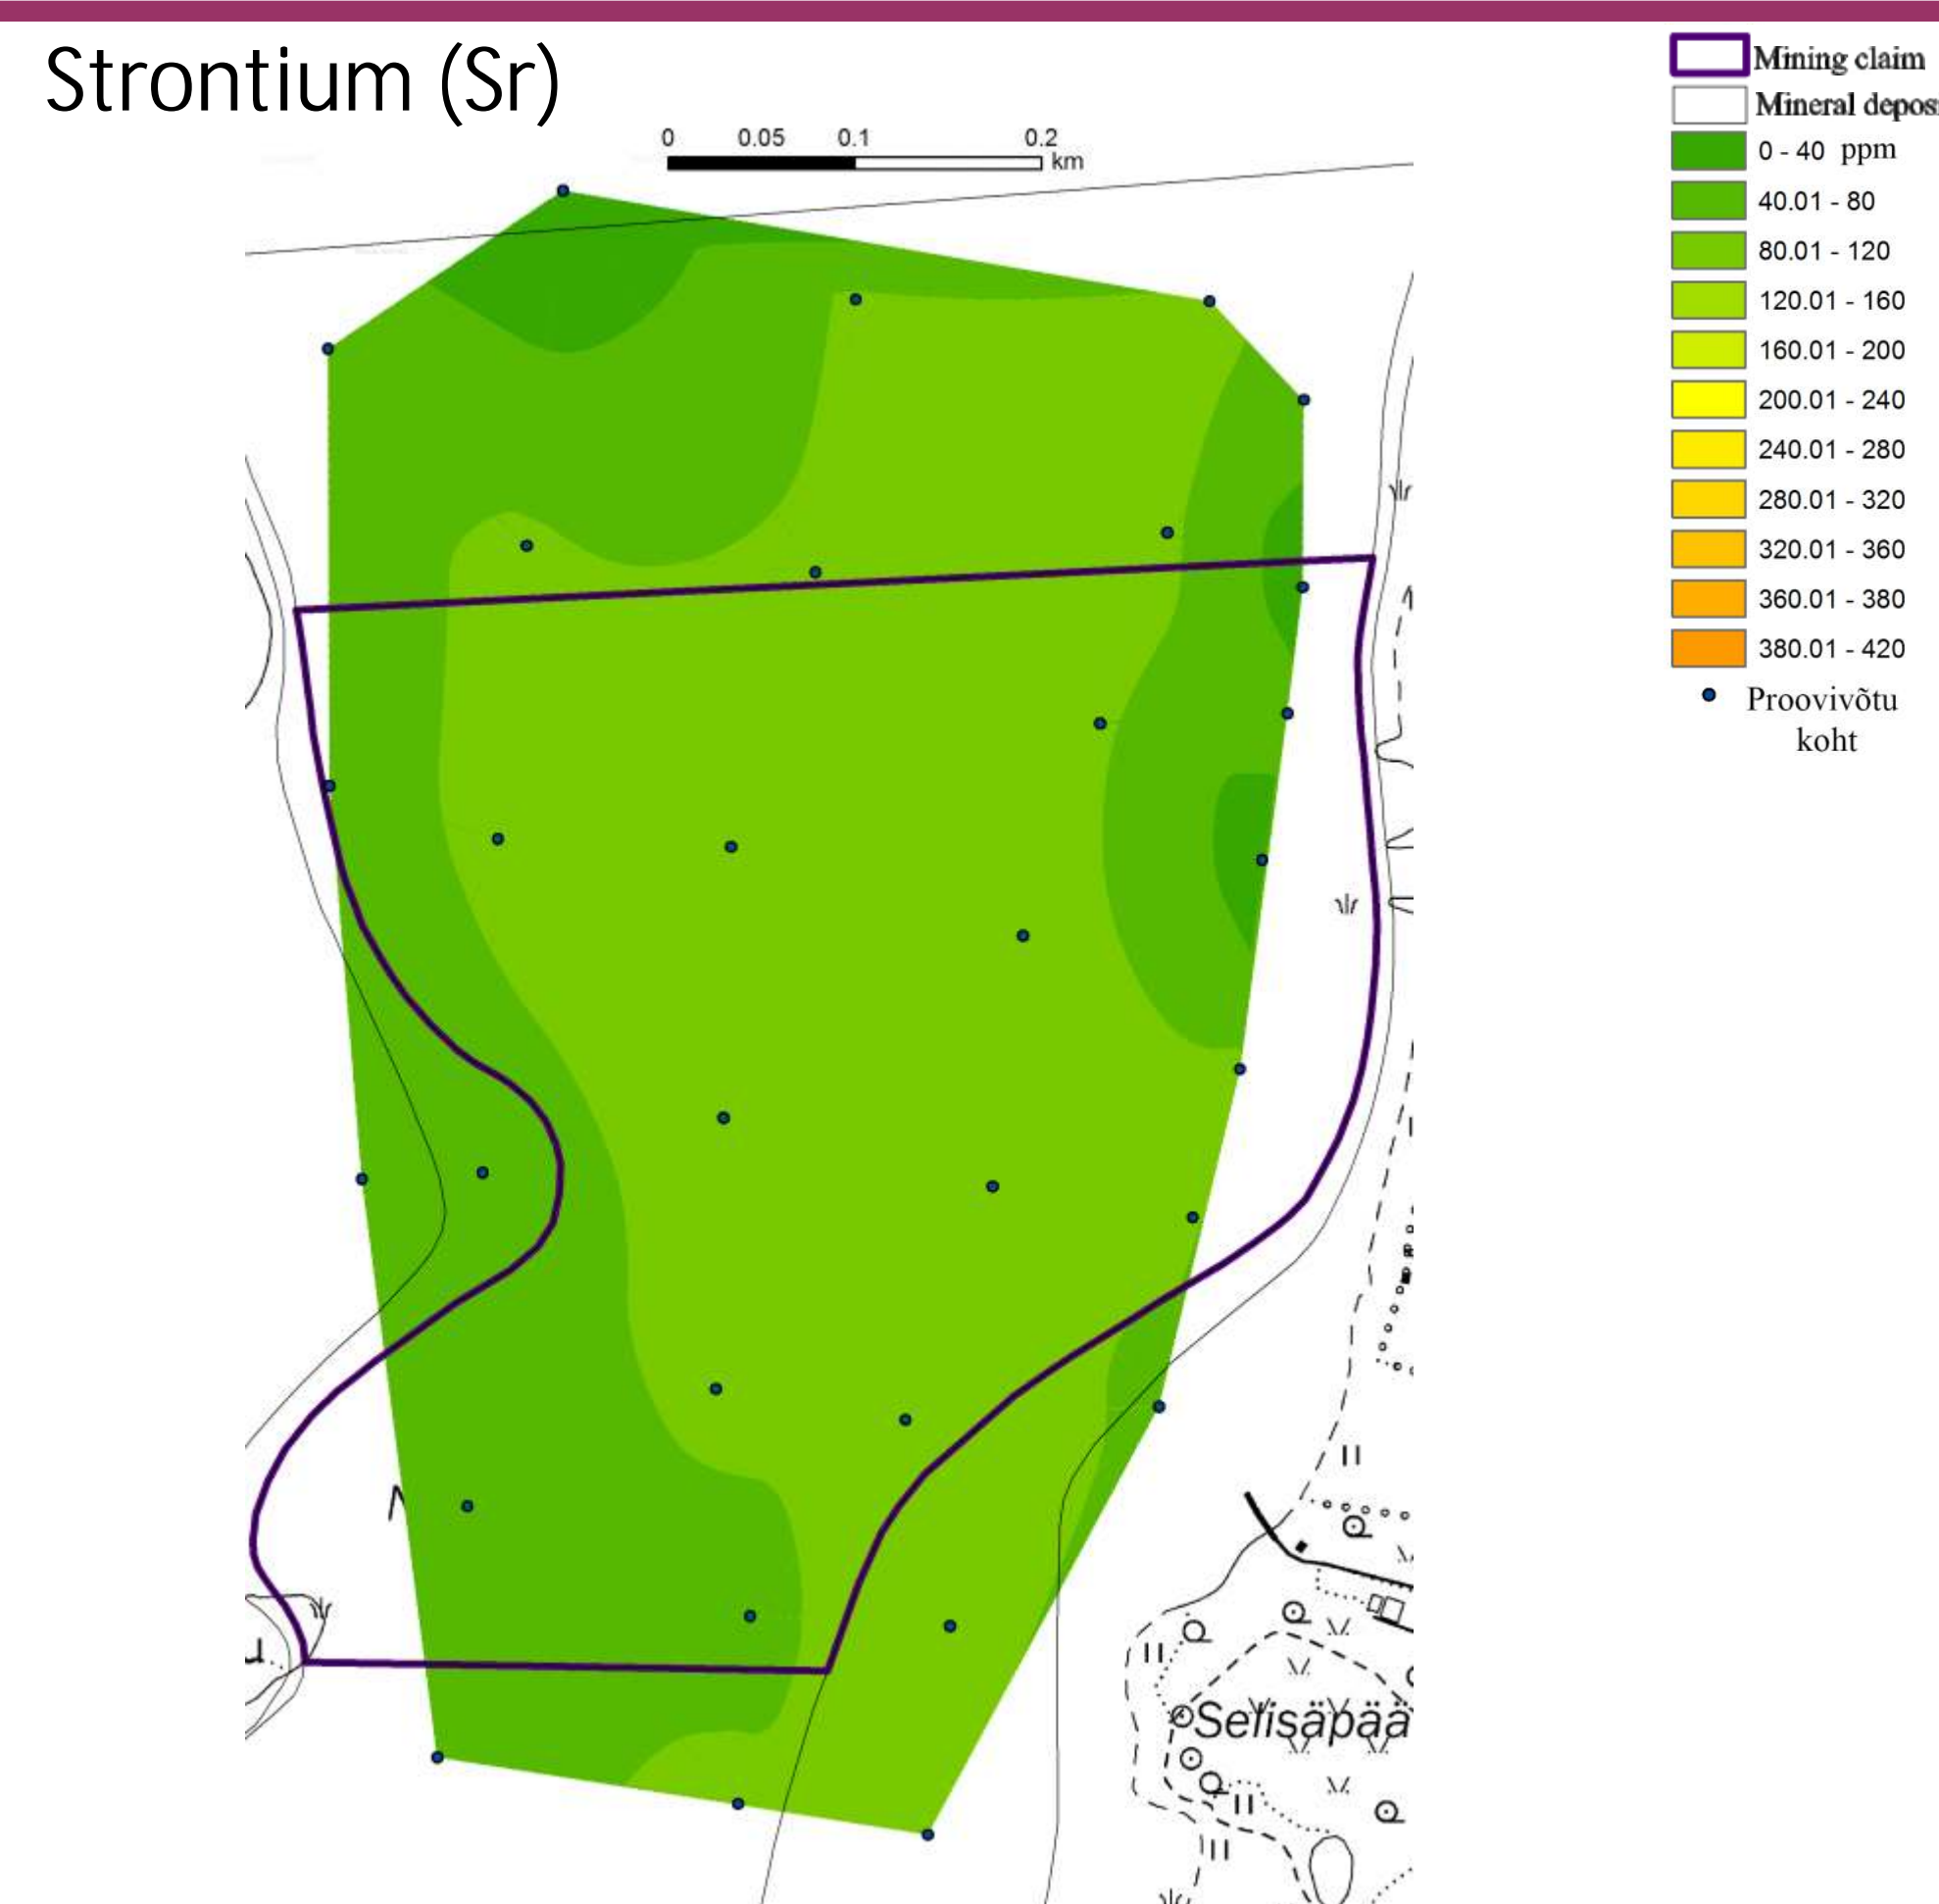 Strontium (Sr)
0 0.05 0.1 0.2
km
Mining claim
Mineral depos
0 - 40 ppm
40.01 - 80
80.01 - 120
120.01 - 160
160.01 - 200
200.01 - 240
240.01 - 280
280.01 - 320
320.01 - 360
360.01 - 380
380.01 - 420
Proovivõtu
koht
Selisäpää